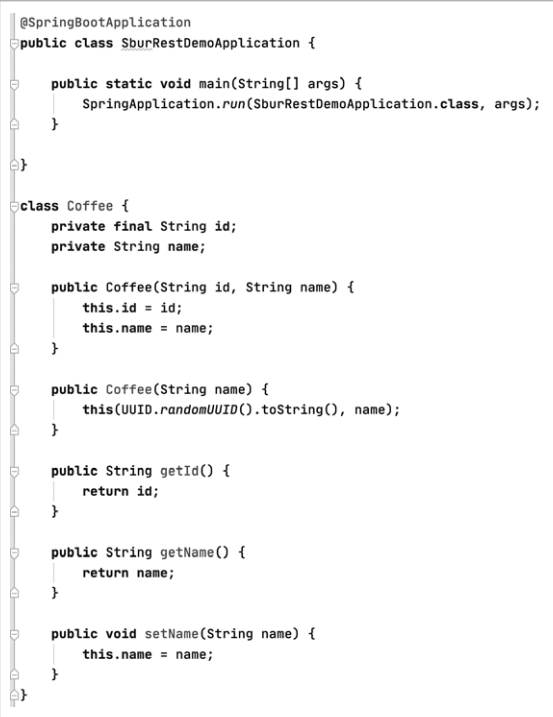 @SpringBootApplication
public class SburRestDemoApplication {
public static void main(String[] args) {
SpringApplication.run(SburRestDemoApplication.class, args);
}
}
class Coffee {
private final String id;
private String name;
public Coffee(String id, String name) {
this.id = id;
this.name = name;
}
public Coffee(String name) {
this(UUID.randomUUID().toString(), name);
}
public String getId() {
return id;
}
public String getName() {
return name;
}
public void setName(String name) {
this.name = name;
}
}